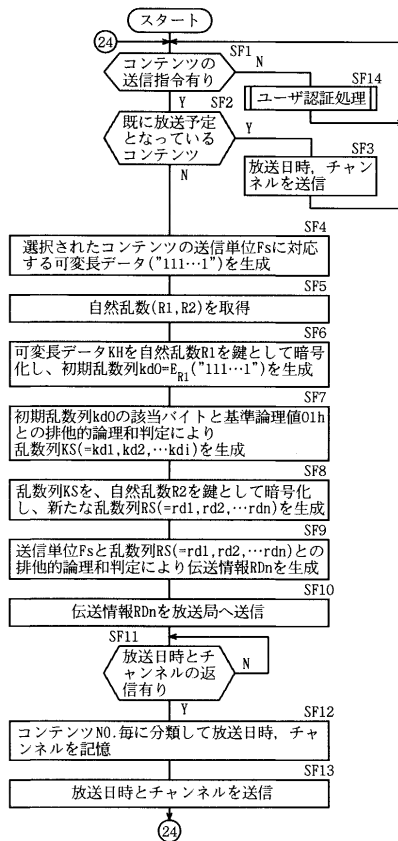 スタート
24
SF1
コンテンツの
送信指令有り
N
SF14
ユーザ認証処理
Y
SF2
既に放送予定
となっている
コンテンツ
Y
SF3
放送日時，チャン
ネルを送信
N
SF4
選択されたコンテンツの送信単位Fsに対応
する可変長データ("111…1")を生成
SF5
自然乱数(R1,R2)を取得
SF6
可変長データKHを自然乱数R1を鍵として暗号
化し、初期乱数列kd0=E_R1("111…1")を生成
SF7
初期乱数列kd0の該当バイトと基準論理値01h
との排他的論理和判定により
乱数列KS(=kd1,kd2,…kdi)を生成
SF8
乱数列KSを、自然乱数R2を鍵として暗号化
し、新たな乱数列RS(=rd1,rd2,…rdn)を生成
SF9
送信単位Fsと乱数列RS(=rd1,rd2,…rdn)との
排他的論理和判定により伝送情報RDnを生成
SF10
伝送情報RDnを放送局へ送信
SF11
放送日時とチ
ャンネルの返
信有り
N
Y
SF12
コンテンツNO.毎に分類して放送日時，チャ
ンネルを記憶
SF13
放送日時とチャンネルを送信
24